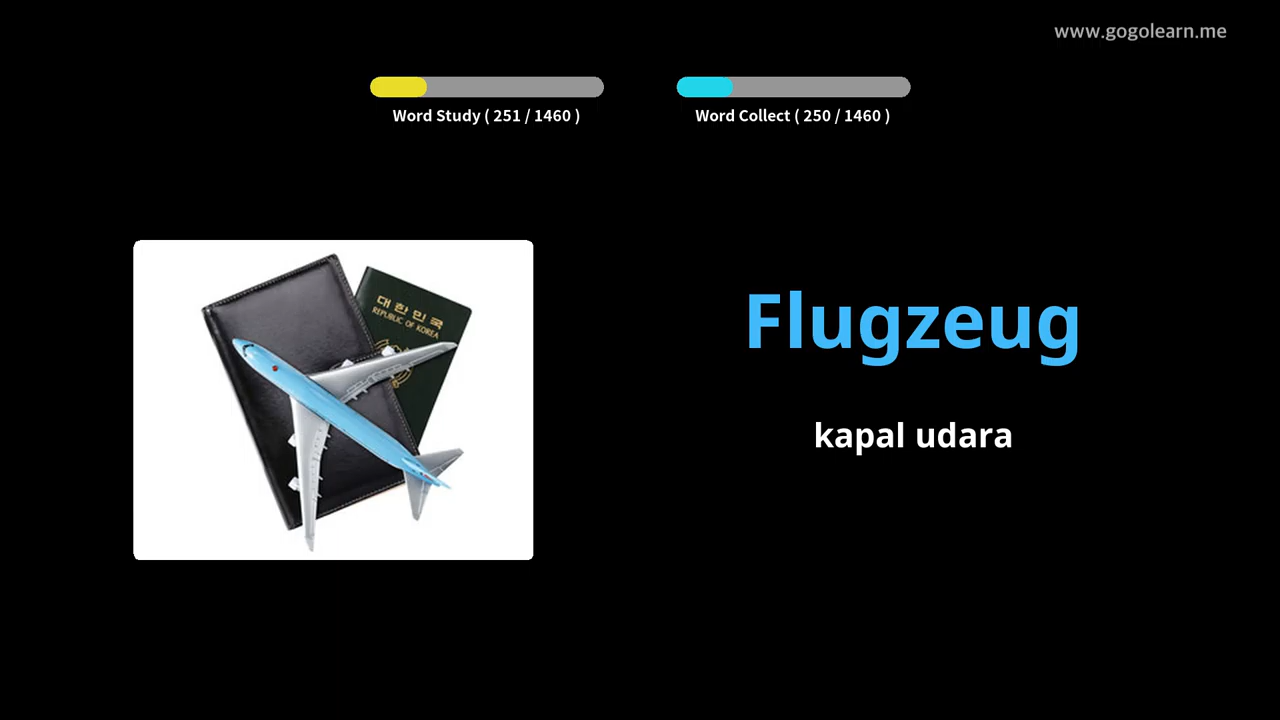 www.gogolearn.me
Word Study ( 251 / 1460 )
Word Collect ( 250 / 1460 )
대한민국
REPUBLIC OF KOREA
Flugzeug
kapal udara